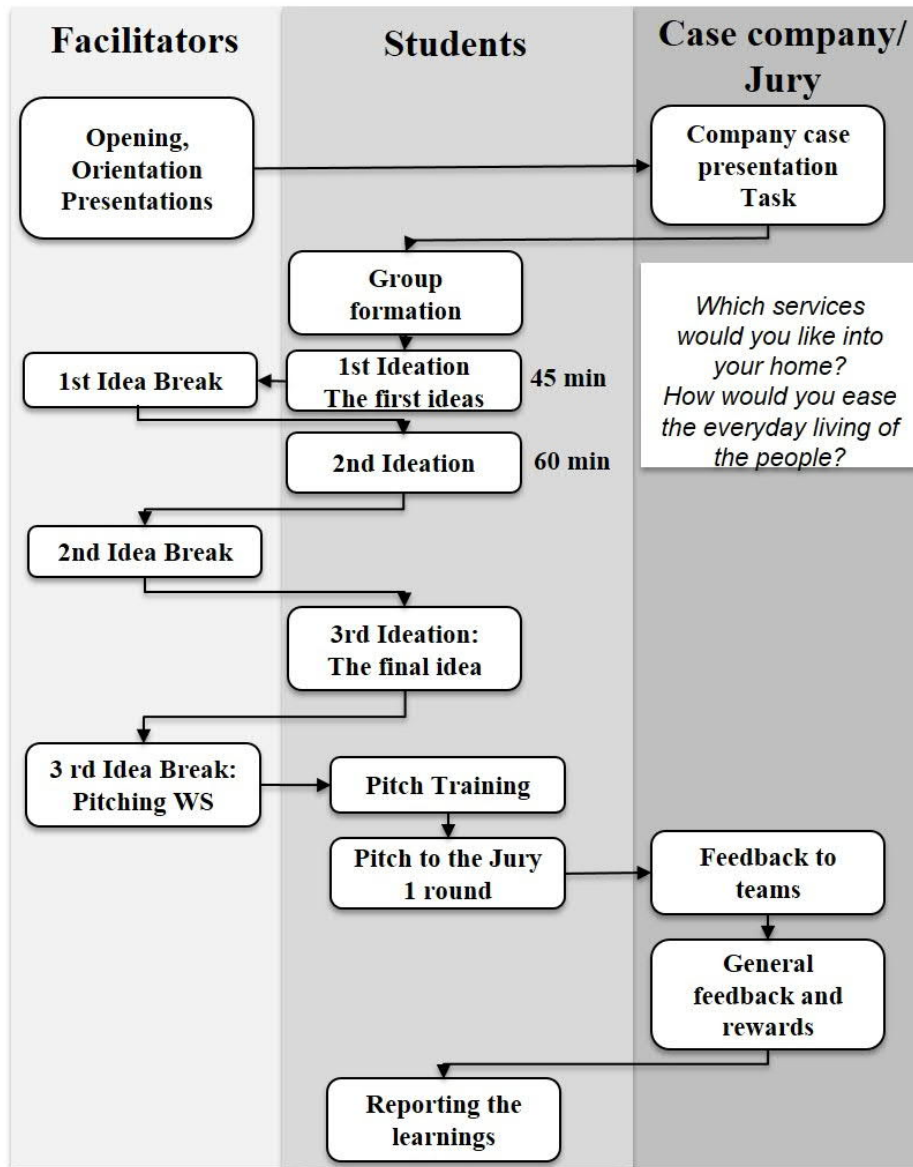 Facilitators
Students
Case company/
Jury
Opening,
Orientation
Presentations
Company case
presentation
Task
Group
formation
Which services
would you like into
your home?
How would you ease
the everyday living of
the people?
1st Idea Break
1st Ideation
The first ideas
45 min
2nd Ideation
60 min
2nd Idea Break
3rd Ideation:
The final idea
3 rd Idea Break:
Pitching WS
Pitch Training
Pitch to the Jury
1 round
Feedback to
teams
General
feedback and
rewards
Reporting the
learnings